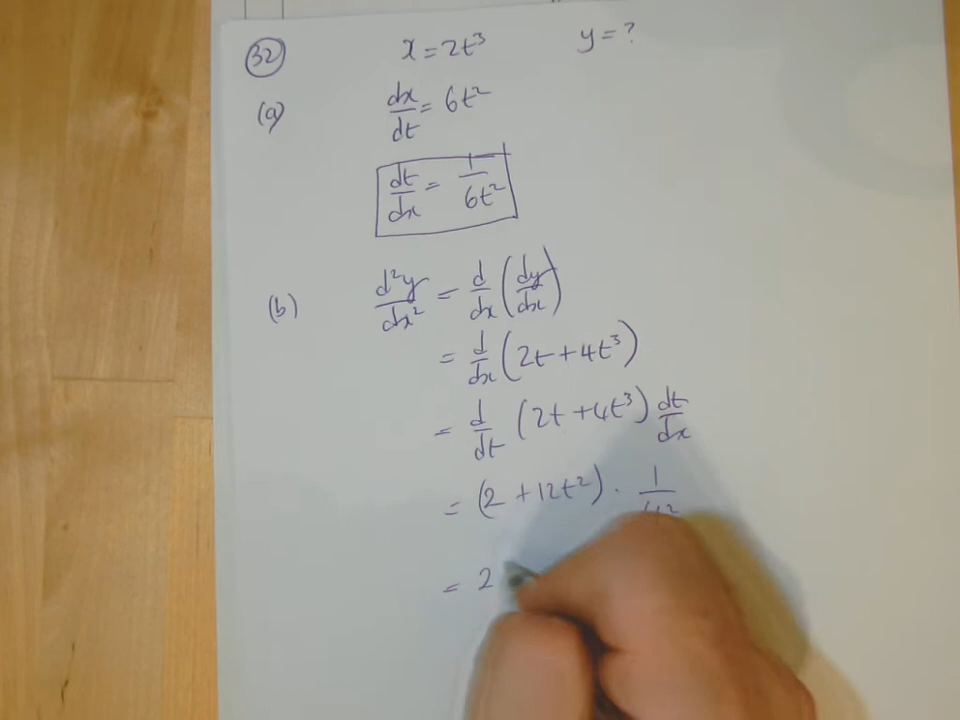 32 x = 2t³ y = ?
(a) dx/dt = 6t²
dt/dx = 1/6t²
(b) d²y/dx² = d/dx (dy/dx)
= d/dx (2t + 4t³)
= d/dt (2t + 4t³) dt/dx
= (2 + 12t²) · 1
= 2